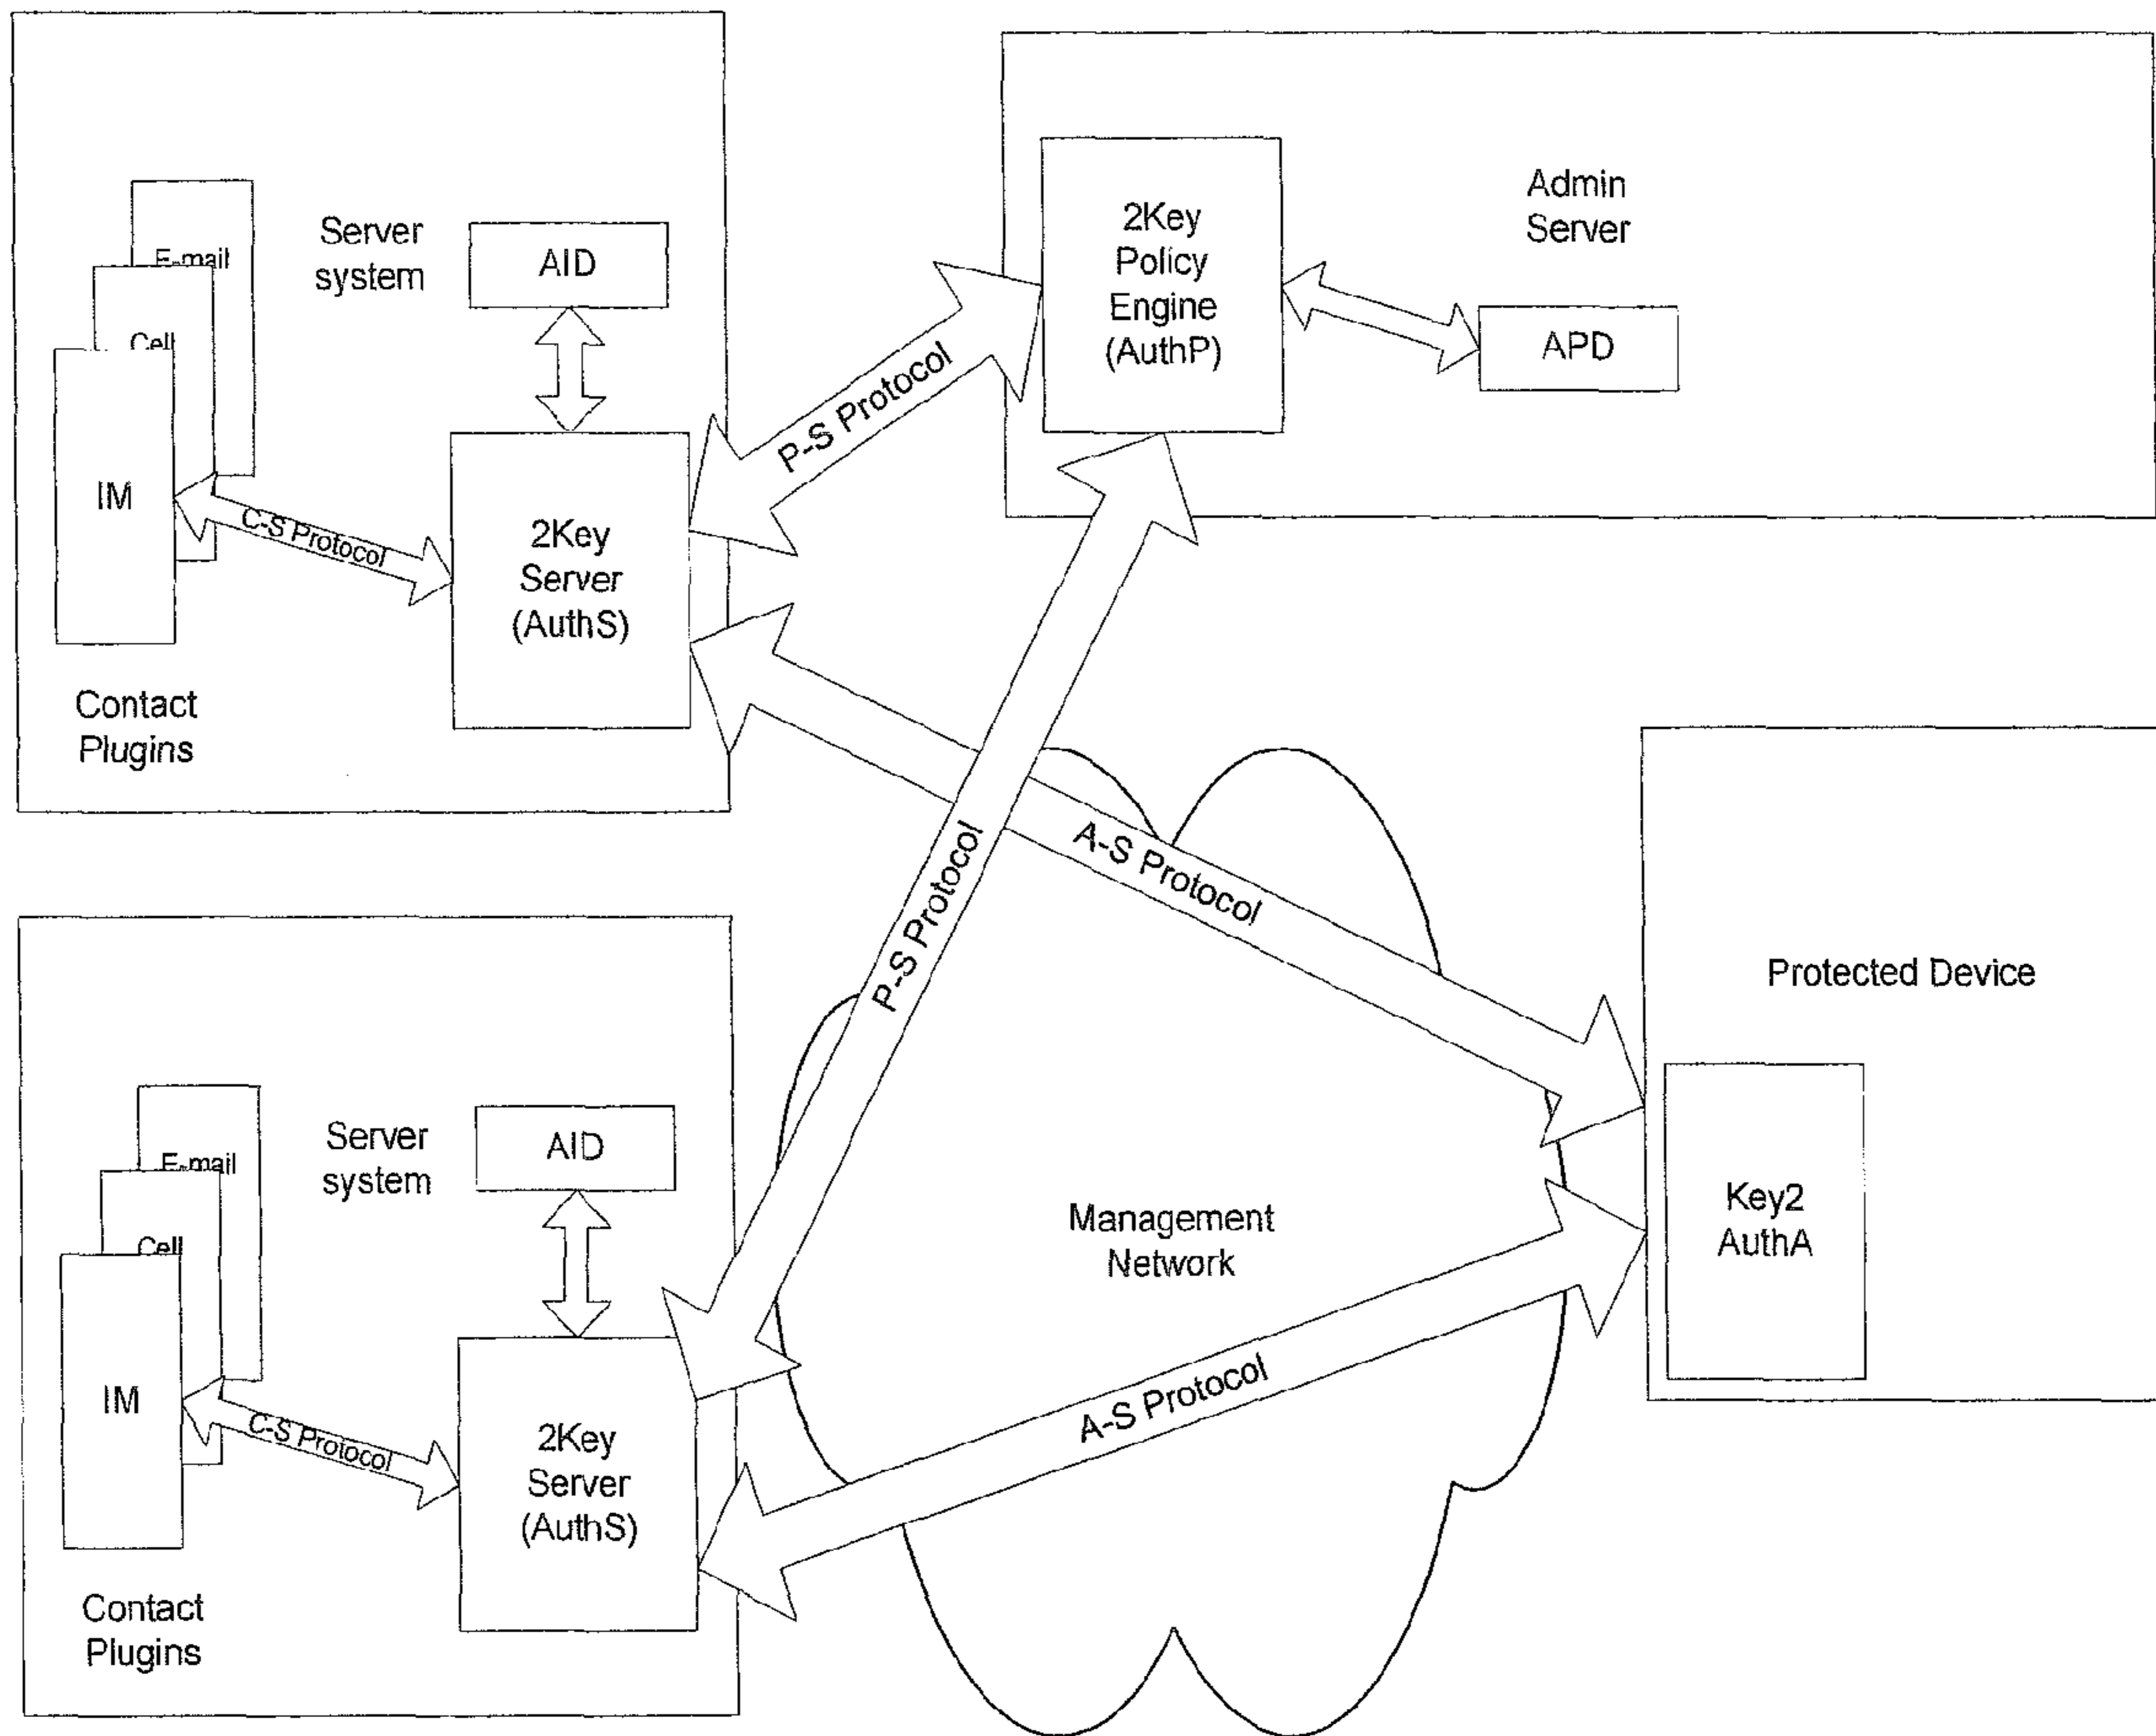 E-mail
Cell
IM
Server
system
AID
C-S Protocol
2Key
Server
(AuthS)
Contact
Plugins
P-S Protocol
2Key
Policy
Engine
(AuthP)
Admin
Server
APD
P-S Protocol
A-S Protocol
Protected Device
Key2
AuthA
Management
Network
A-S Protocol
E-mail
Cell
IM
Server
system
AID
C-S Protocol
2Key
Server
(AuthS)
Contact
Plugins